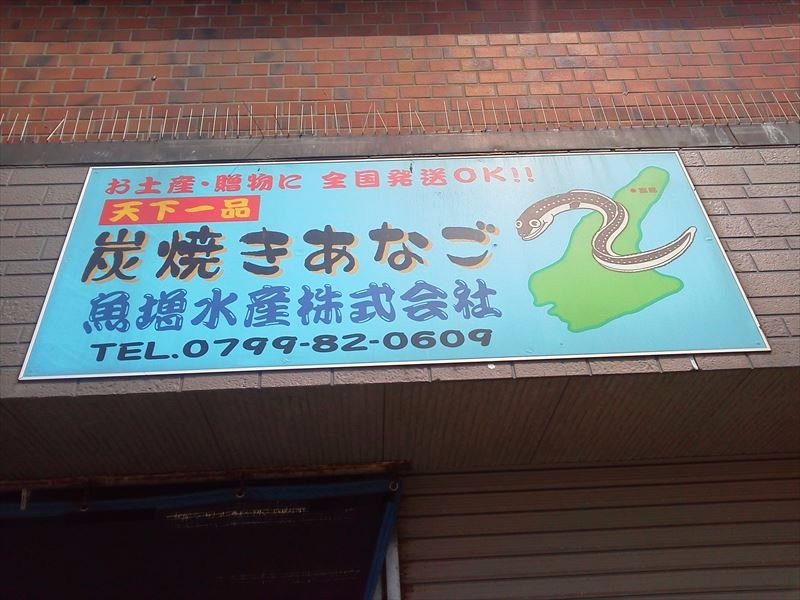 お土産・贈物に 全国発送OK!!
天下一品
炭焼きあなご
魚増水産株式会社
TEL.0799-82-0609